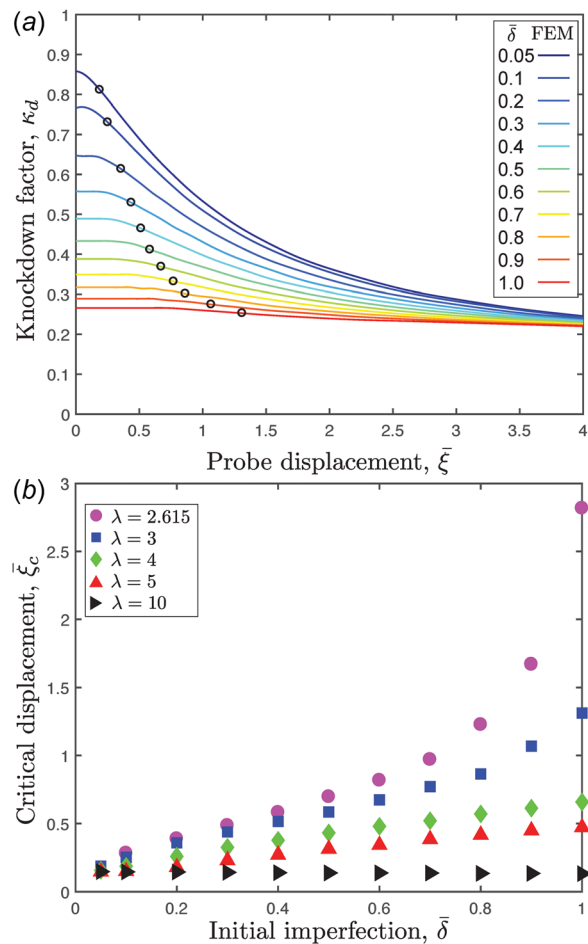 (a)
1
0.9
0.8
0.7
0.6
0.5
0.4
0.3
0.2
0.1
0
Knockdown factor, κ_d
δ̄ FEM
0.05
0.1
0.2
0.3
0.4
0.5
0.6
0.7
0.8
0.9
1.0
0 0.5 1 1.5 2 2.5 3 3.5 4
Probe displacement, ξ̄
(b)
3
2.5
2
1.5
1
0.5
0
Critical displacement, ξ̄_c
λ = 2.615
λ = 3
λ = 4
λ = 5
λ = 10
0 0.2 0.4 0.6 0.8 1
Initial imperfection, δ̄